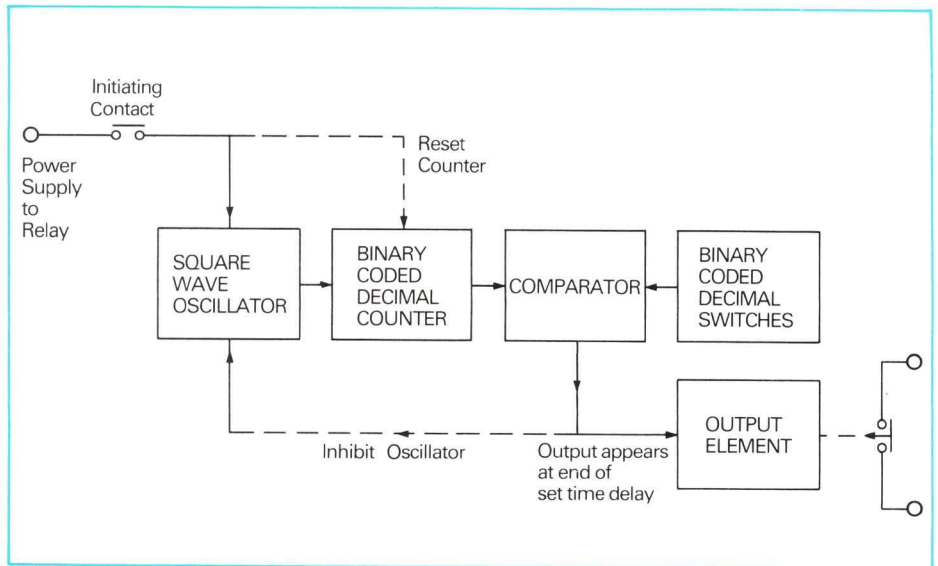 Initiating
Contact
Power
Supply
to
Relay
Reset
Counter
SQUARE
WAVE
OSCILLATOR
BINARY
CODED
DECIMAL
COUNTER
COMPARATOR
BINARY
CODED
DECIMAL
SWITCHES
Inhibit Oscillator
Output appears
at end of
set time delay
OUTPUT
ELEMENT